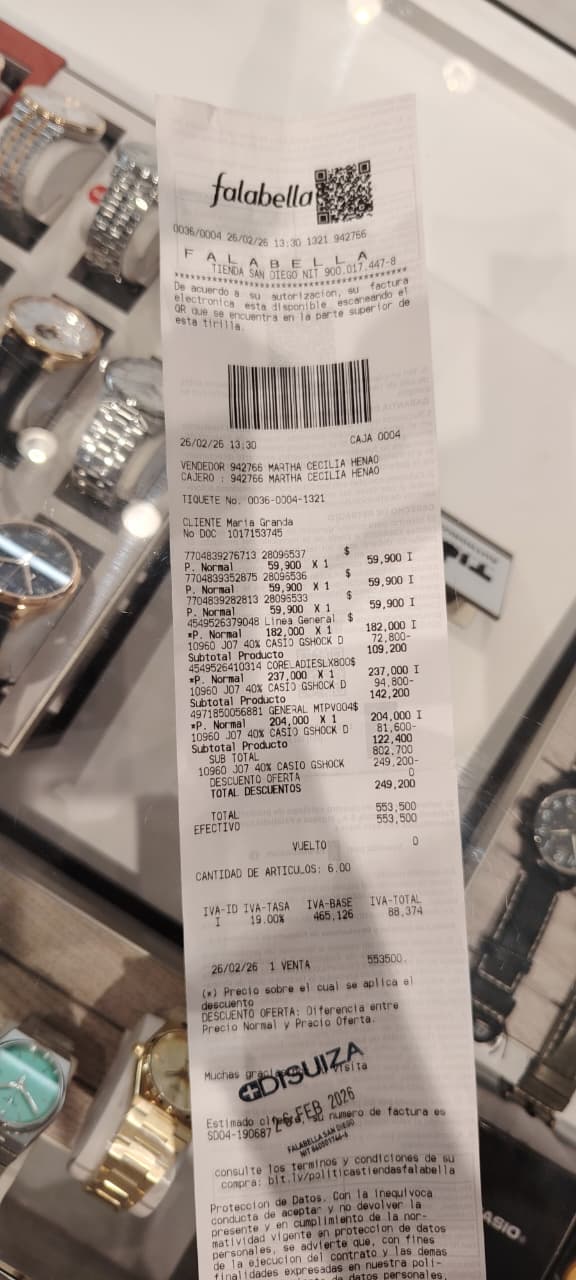 falabella
0036/0004 26/02/26 13:30 1321 942766
F A L A B E L L A
TIENDA SAN DIEGO NIT 900.017.447-8
****************************************
De acuerdo a su autorizacion, su factura
electronica esta disponible escaneando el
QR que se encuentra en la parte superior de
esta tirilla.
26/02/26 13:30 CAJA 0004
VENDEDOR 942766 MARTHA CECILIA HENAO
CAJERO : 942766 MARTHA CECILIA HENAO
TIQUETE No. 0036-0004-1321
CLIENTE Maria Granda
No DOC 1017153745
7704839276713 28096537 $
P. Normal 59,900 X 1 59,900 I
7704839352875 28096536 $
P. Normal 59,900 X 1 59,900 I
7704839282813 28096533 $
P. Normal 59,900 X 1 59,900 I
4549526379048 Linea General $
*P. Normal 182,000 X 1 182,000 I
10960 J07 40% CASIO GSHOCK D 72,800-
Subtotal Producto 109,200
4549526410314 CORELADIESLX800$
*P. Normal 237,000 X 1 237,000 I
10960 J07 40% CASIO GSHOCK D 94,800-
Subtotal Producto 142,200
4971850056881 GENERAL MTPV004$
*P. Normal 204,000 X 1 204,000 I
10960 J07 40% CASIO GSHOCK D 81,600-
Subtotal Producto 122,400
SUB TOTAL 802,700
10960 J07 40% CASIO GSHOCK 249,200-
DESCUENTO OFERTA 0
TOTAL DESCUENTOS 249,200
TOTAL 553,500
EFECTIVO 553,500
VUELTO 0
CANTIDAD DE ARTICULOS: 6.00
IVA-ID IVA-TASA IVA-BASE IVA-TOTAL
I 19.00% 465,126 88,374
26/02/26 1 VENTA 553500.
(*) Precio sobre el cual se aplica el
descuento
DESCUENTO OFERTA: Diferencia entre
Precio Normal y Precio Oferta.
Muchas visita
DISUIZA
26 FEB 2026
Estimado su numero de factura es
SD04-190687
FALABELLA SAN DIEGO
consulte los terminos y condiciones de su
compra: bit.ly/politicastiendasfalabella
Proteccion de Datos. Con la inequivoca
conducta de aceptar y no devolver la
presente y en cumplimiento de la nor-
matividad vigente en proteccion de datos
personales, se advierte que, con fines
de la ejecucion del contrato y las demas
finalidades expresadas en nuestra poli-
de datos personales,
CASIO